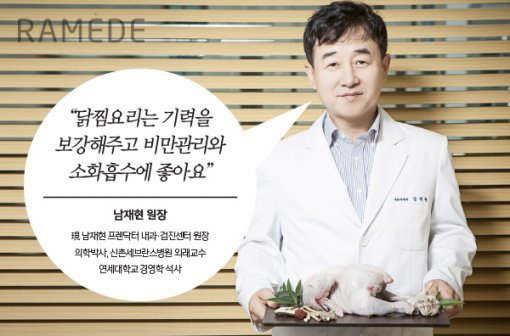 RAMEDE
“닭찜요리는 기력을
보강해주고 비만관리와
소화흡수에 좋아요”
남재현 원장
現 남재현 프렌닥터 내과·검진센터 원장
의학박사, 신촌세브란스병원 외래교수
연세대학교 경영학 석사